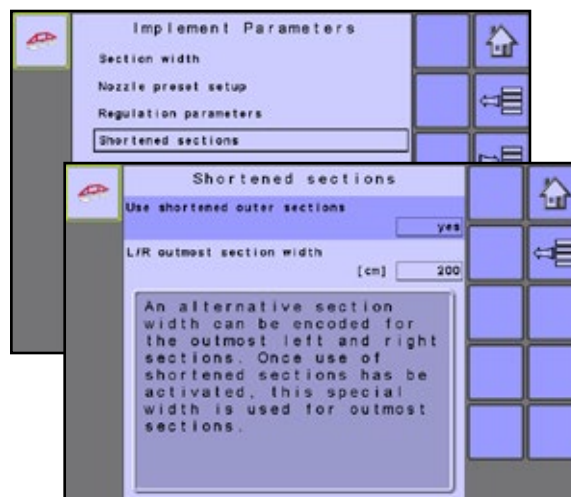 Implement Parameters
Section width
Nozzle preset setup
Regulation parameters
Shortened sections
Shortened sections
Use shortened outer sections
yes
L/R outmost section width
[cm] 200
An alternative section
width can be encoded for
the outmost left and right
sections. Once use of
shortened sections has be
activated, this special
width is used for outmost
sections.